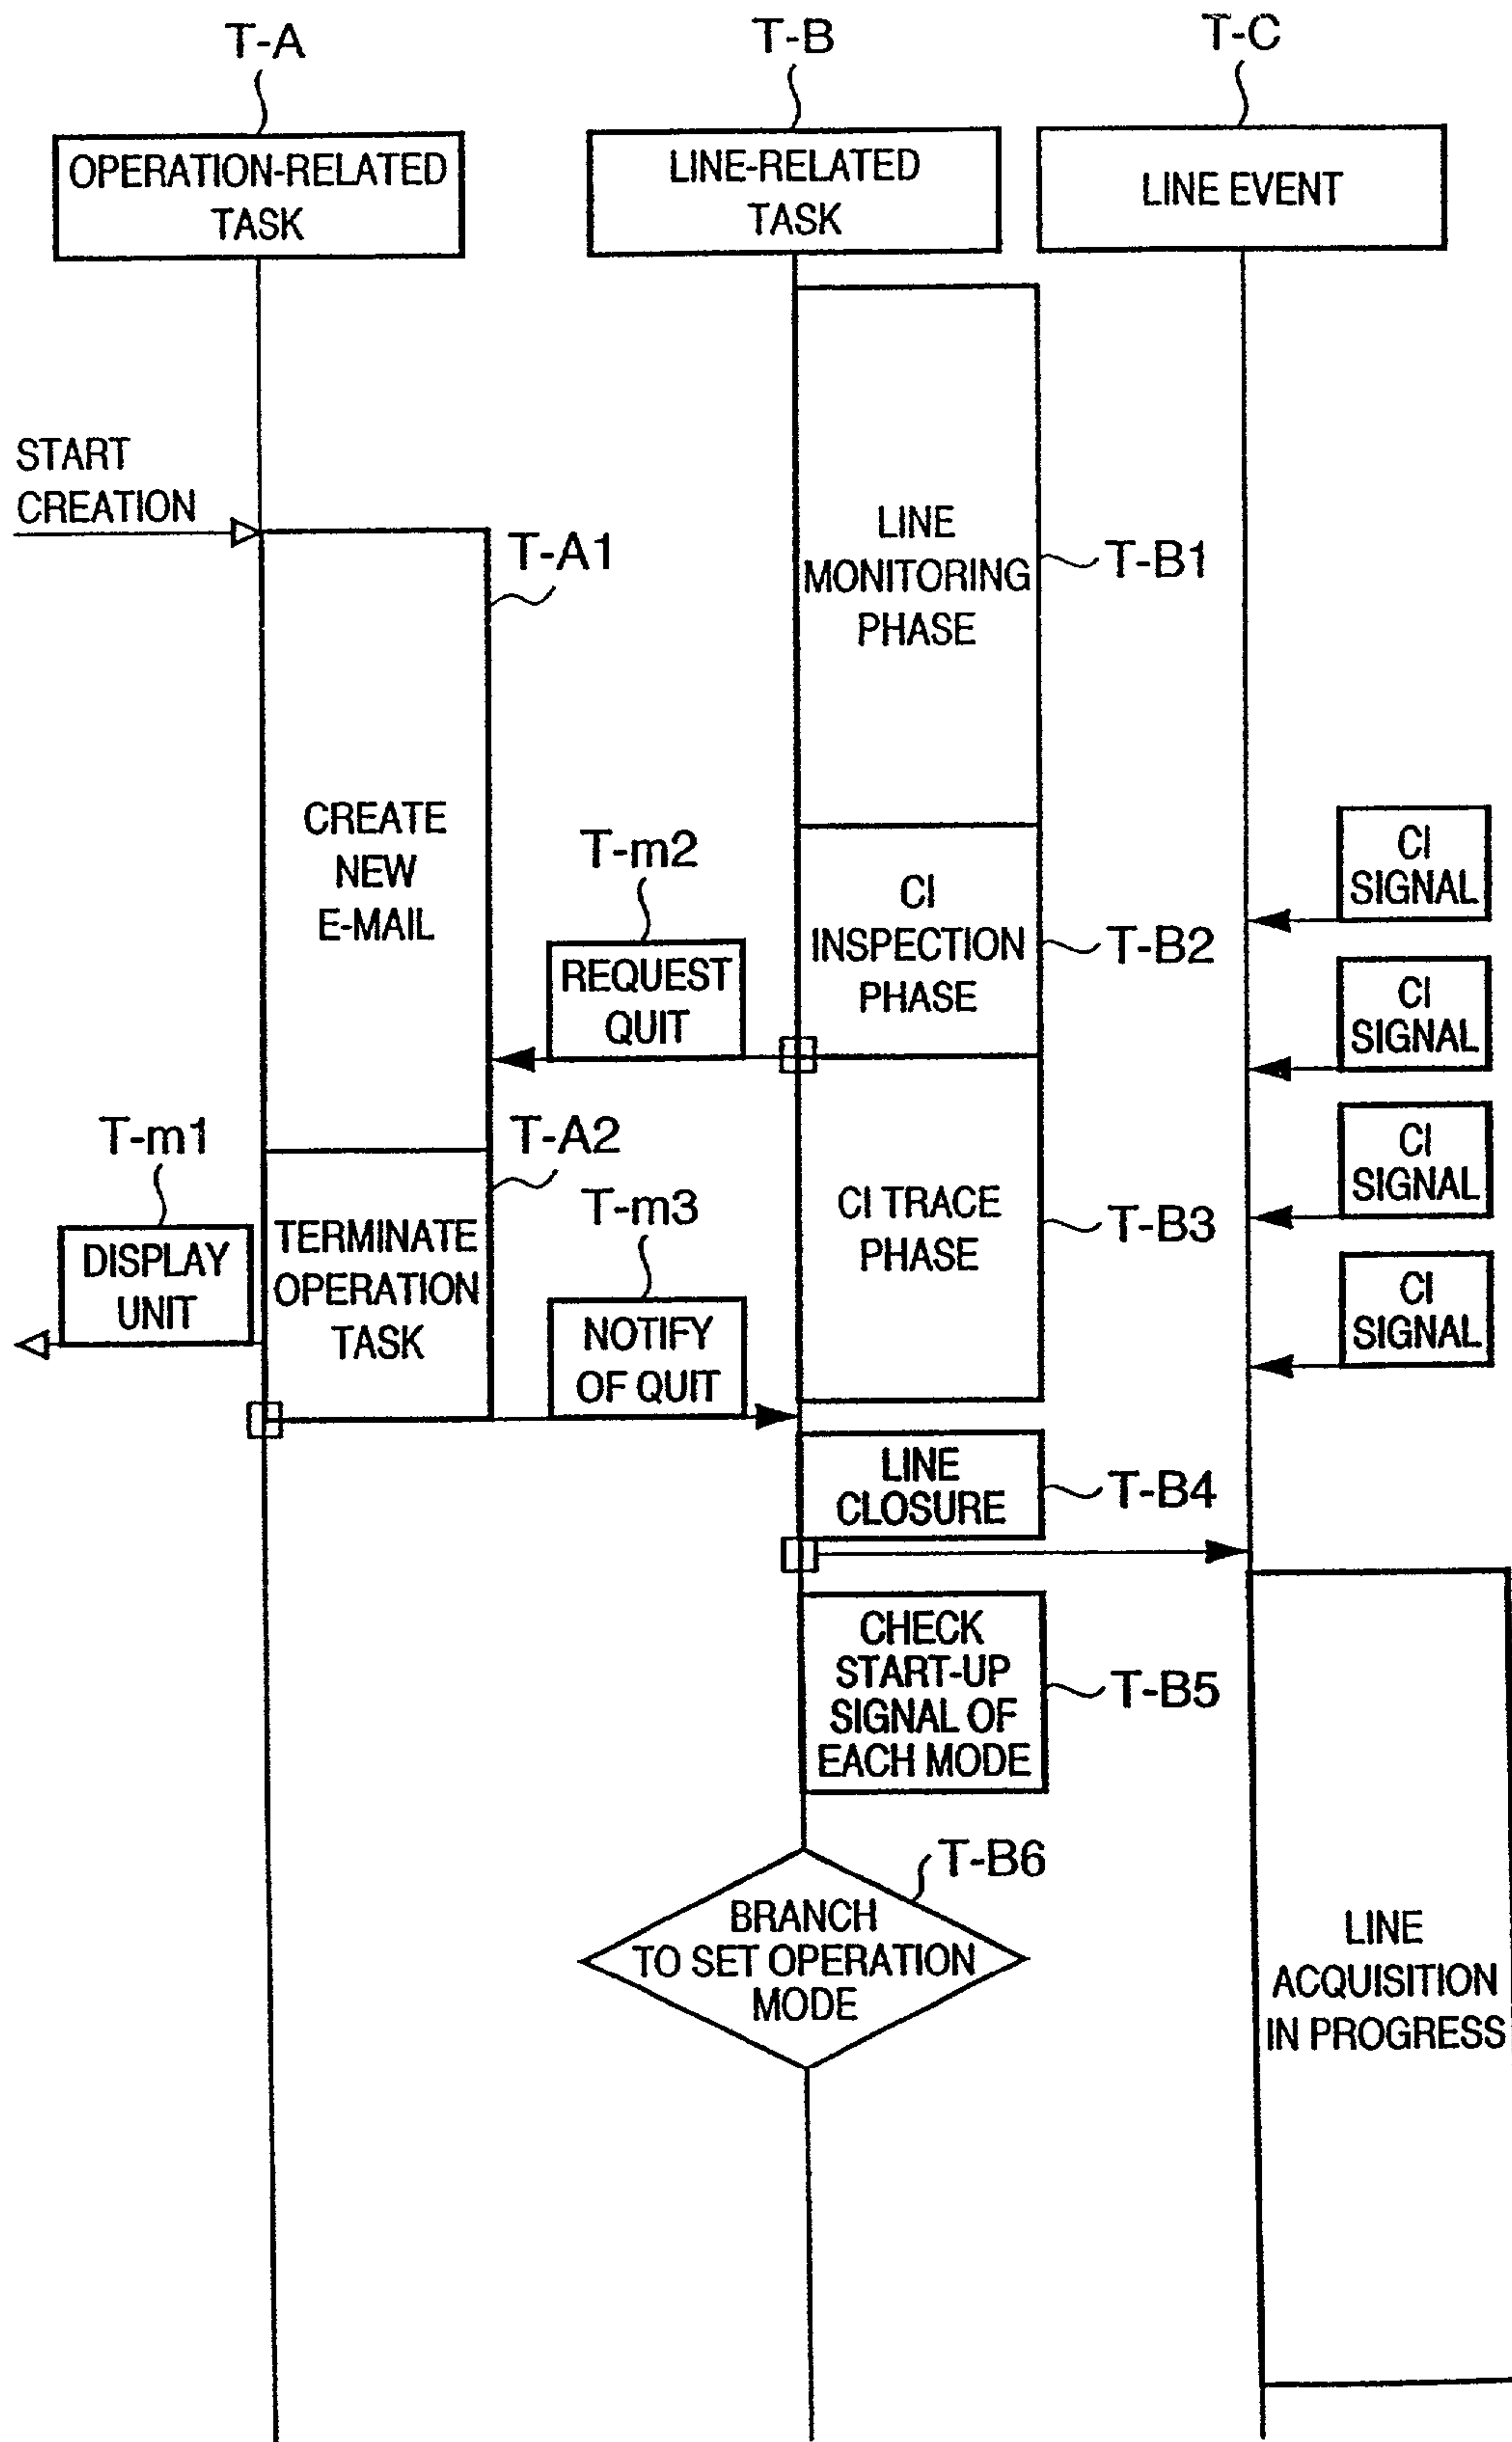 T-A
T-B
T-C
OPERATION-RELATED
TASK
LINE-RELATED
TASK
LINE EVENT
START
CREATION
T-A1
LINE
MONITORING
PHASE
T-B1
CREATE
NEW
E-MAIL
T-m2
REQUEST
QUIT
CI
INSPECTION
PHASE
T-B2
CI
SIGNAL
CI
SIGNAL
T-m1
DISPLAY
UNIT
T-A2
TERMINATE
OPERATION
TASK
T-m3
NOTIFY
OF QUIT
CI TRACE
PHASE
T-B3
CI
SIGNAL
CI
SIGNAL
LINE
CLOSURE
T-B4
CHECK
START-UP
SIGNAL OF
EACH MODE
T-B5
T-B6
BRANCH
TO SET OPERATION
MODE
LINE
ACQUISITION
IN PROGRESS